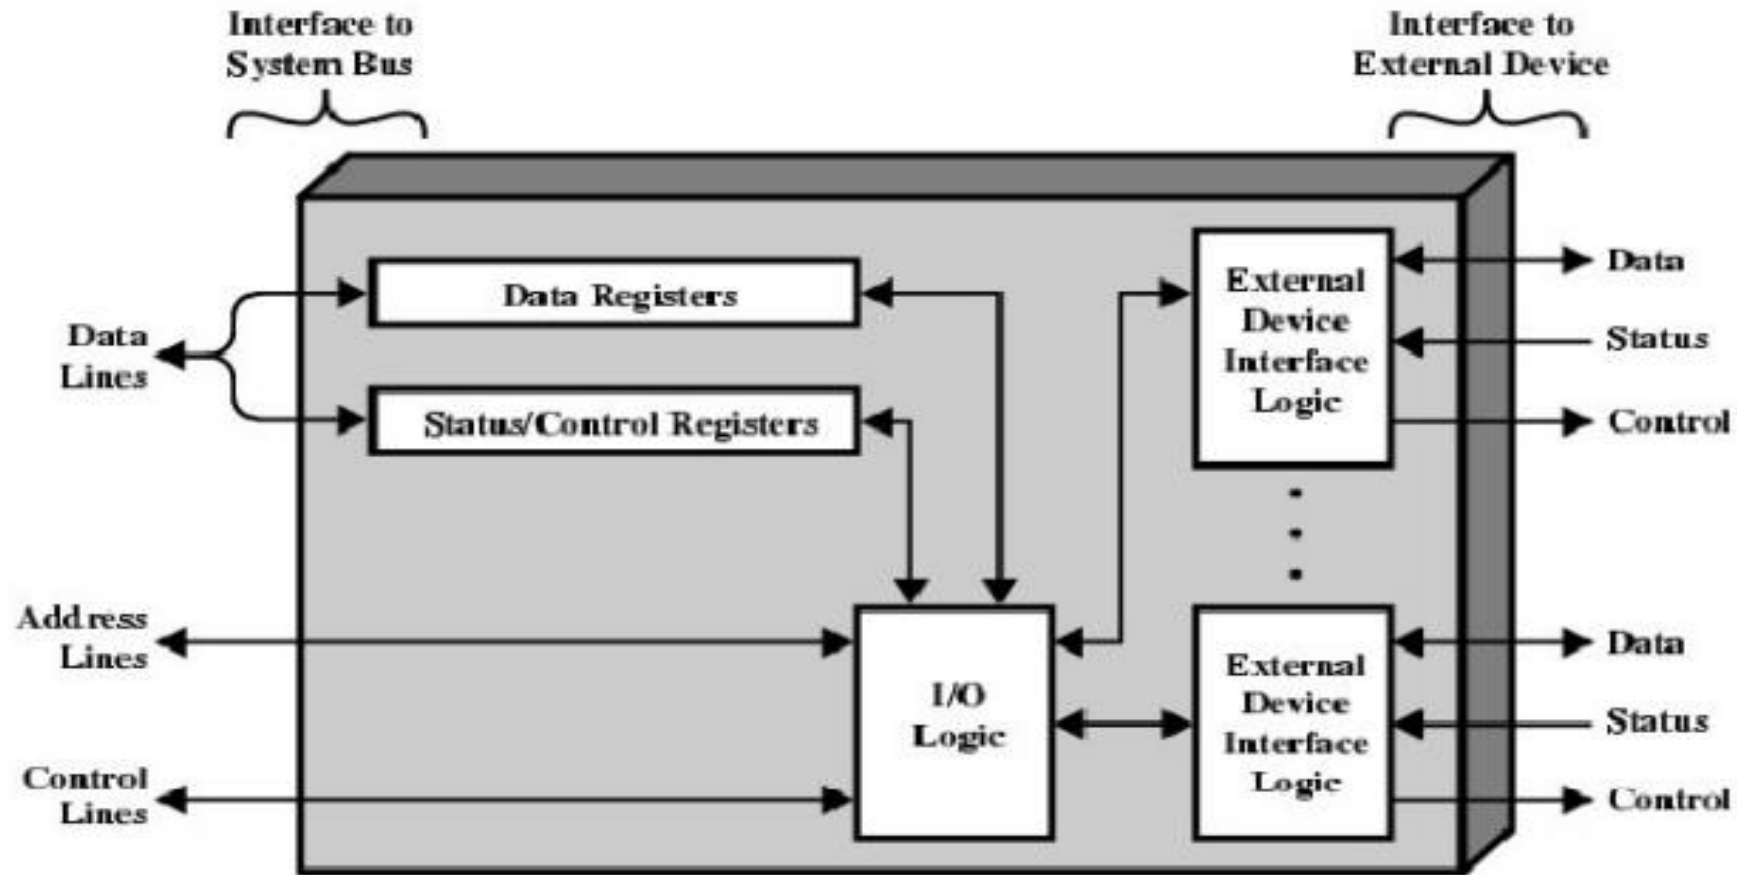 Interface to
System Bus
Interface to
External Device
Data Registers
Status/Control Registers
Data
Lines
Address
Lines
Control
Lines
I/O
Logic
External
Device
Interface
Logic
Data
Status
Control
External
Device
Interface
Logic
Data
Status
Control